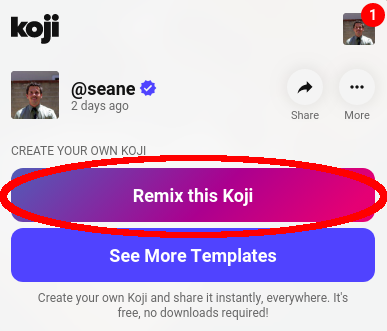 koji
1
@seane
2 days ago
Share
More
CREATE YOUR OWN KOJI
Remix this Koji
See More Templates
Create your own Koji and share it instantly, everywhere. It's
free, no downloads required!